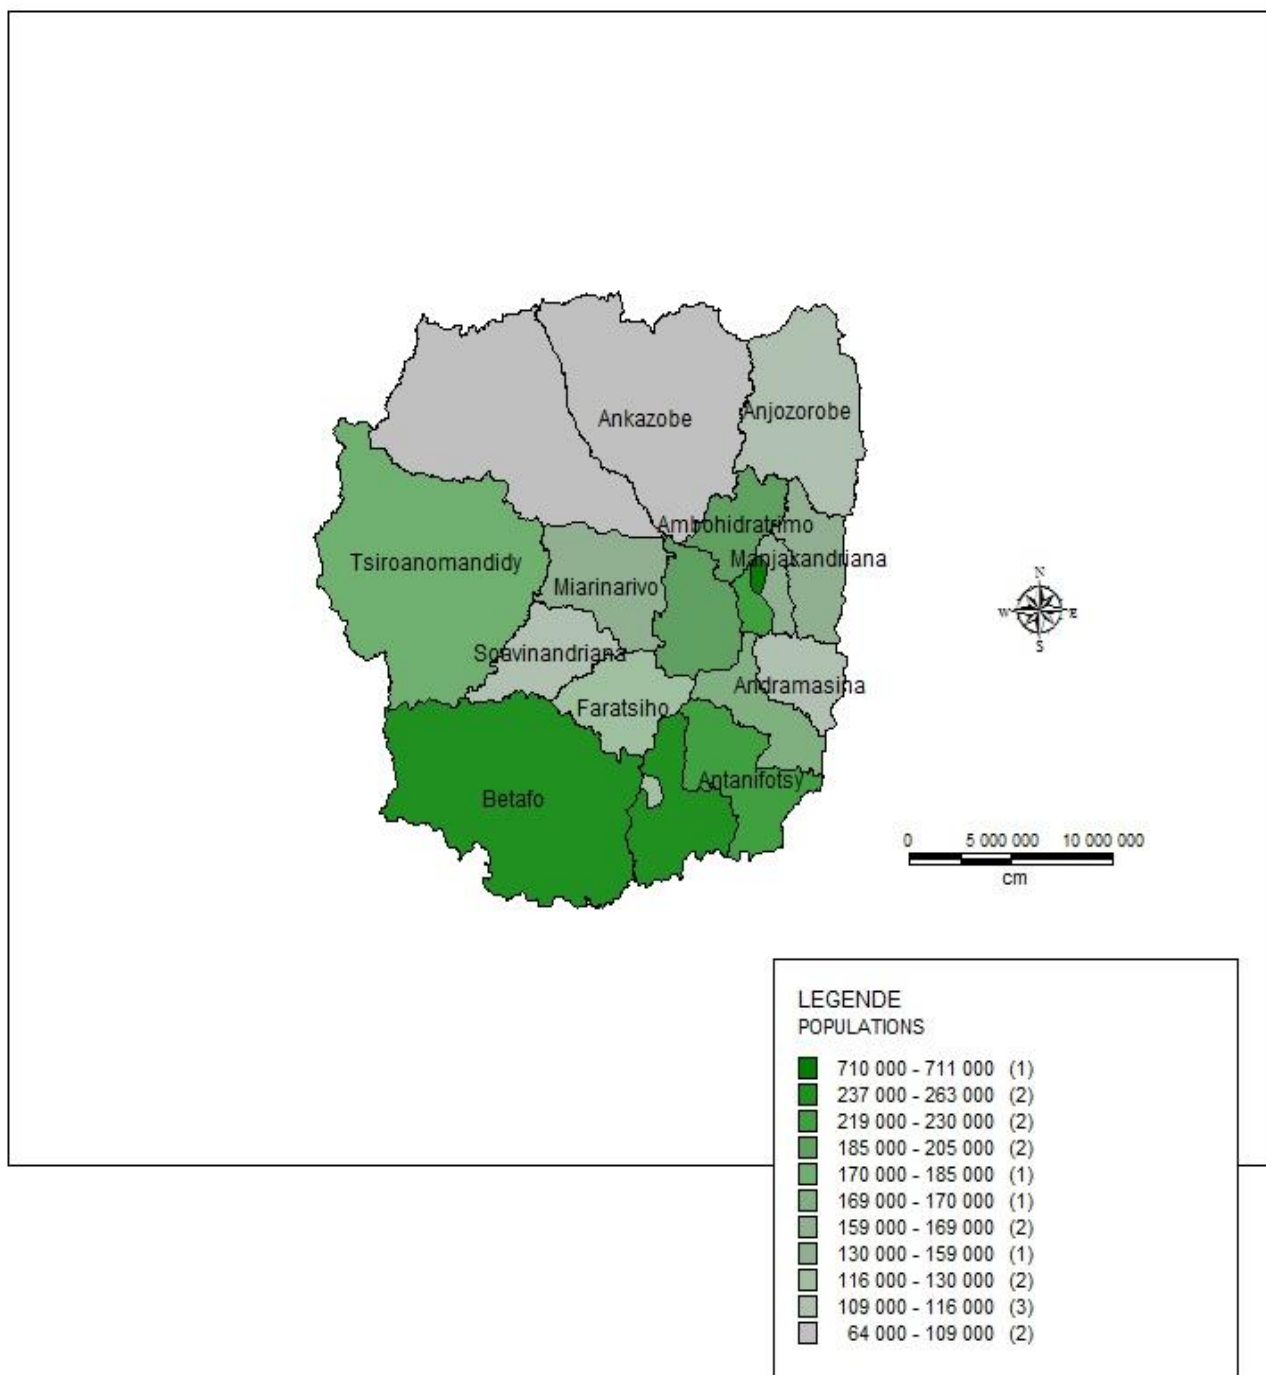 Ankazobe
Anjozorobe
Ambohidratrimo
Tsiroanomandidy
Manjakandriana
Miarinarivo
N
W
E
S
Soavinandriana
Andramasina
Faratsiho
Antanifotsy
Betafo
0 5 000 000 10 000 000
cm
LEGENDE
POPULATIONS
710 000 - 711 000 (1)
237 000 - 263 000 (2)
219 000 - 230 000 (2)
185 000 - 205 000 (2)
170 000 - 185 000 (1)
169 000 - 170 000 (1)
159 000 - 169 000 (2)
130 000 - 159 000 (1)
116 000 - 130 000 (2)
109 000 - 116 000 (3)
64 000 - 109 000 (2)